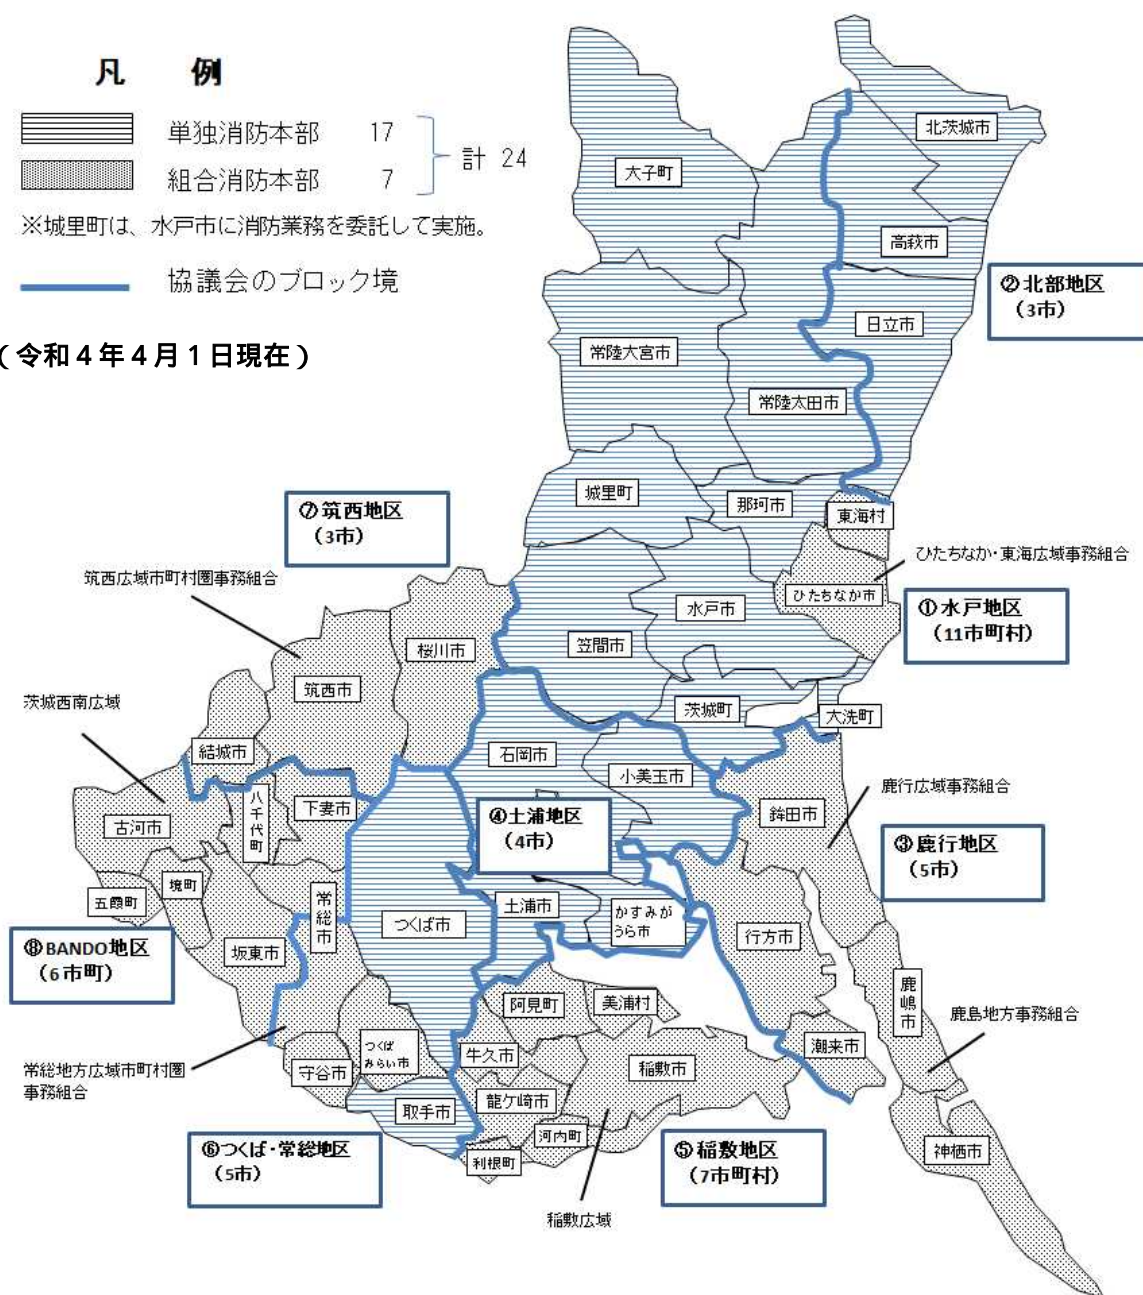 凡 例
単独消防本部 17
組合消防本部 7
計 24
※城里町は、水戸市に消防業務を委託して実施。
協議会のブロック境
(令和4年4月1日現在)
北茨城市
大子町
高萩市
②北部地区
(3市)
日立市
常陸大宮市
常陸太田市
城里町
那珂市
東海村
⑦筑西地区
(3市)
ひたちなか・東海広域事務組合
筑西広域市町村圏事務組合
ひたちなか市
水戸市
①水戸地区
(11市町村)
桜川市
笠間市
筑西市
茨城西南広域
茨城町
大洗町
結城市
石岡市
小美玉市
鹿行広域事務組合
八千代町
下妻市
古河市
鉾田市
④土浦地区
(4市)
③鹿行地区
(5市)
境町
五霞町
常総市
つくば市
土浦市
かすみが
うら市
行方市
⑧BANDO地区
(6市町)
坂東市
鹿嶋市
阿見町
美浦村
鹿島地方事務組合
つくば
みらい市
牛久市
潮来市
常総地方広域市町村圏
事務組合
守谷市
稲敷市
龍ケ崎市
取手市
河内町
⑥つくば・常総地区
(5市)
利根町
⑤稲敷地区
(7市町村)
神栖市
稲敷広域